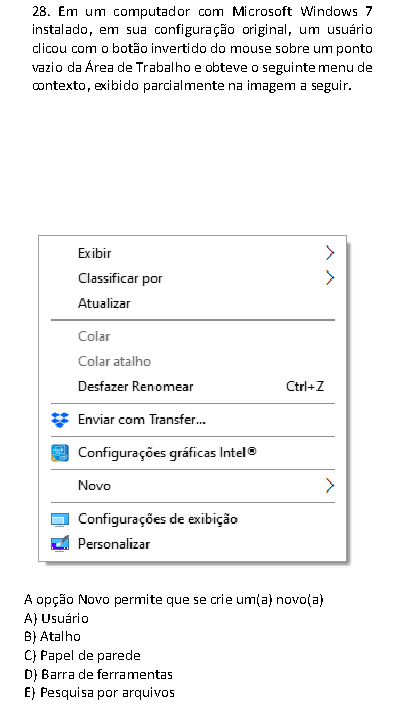 28. Em um computador com Microsoft Windows 7
instalado, em sua configuração original, um usuário
clicou com o botão invertido do mouse sobre um ponto
vazio da Área de Trabalho e obteve o seguinte menu de
contexto, exibido parcialmente na imagem a seguir.
Exibir
Classificar por
Atualizar
Colar
Colar atalho
Desfazer Renomear Ctrl+Z
Enviar com Transfer...
Configurações gráficas Intel®
Novo
Configurações de exibição
Personalizar
A opção Novo permite que se crie um(a) novo(a)
A) Usuário
B) Atalho
C) Papel de parede
D) Barra de ferramentas
E) Pesquisa por arquivos